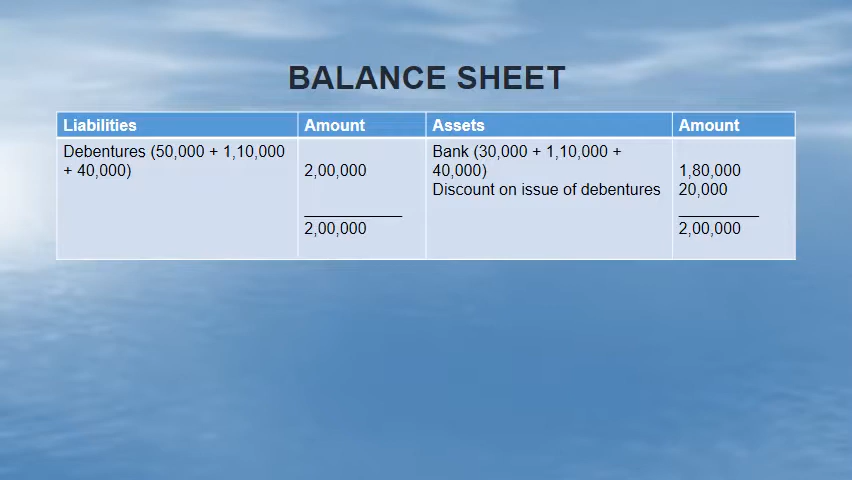 BALANCE SHEET
Liabilities Amount Assets Amount
Debentures (50,000 + 1,10,000
+ 40,000)
2,00,000
2,00,000
Bank (30,000 + 1,10,000 +
40,000)
Discount on issue of debentures
1,80,000
20,000
2,00,000